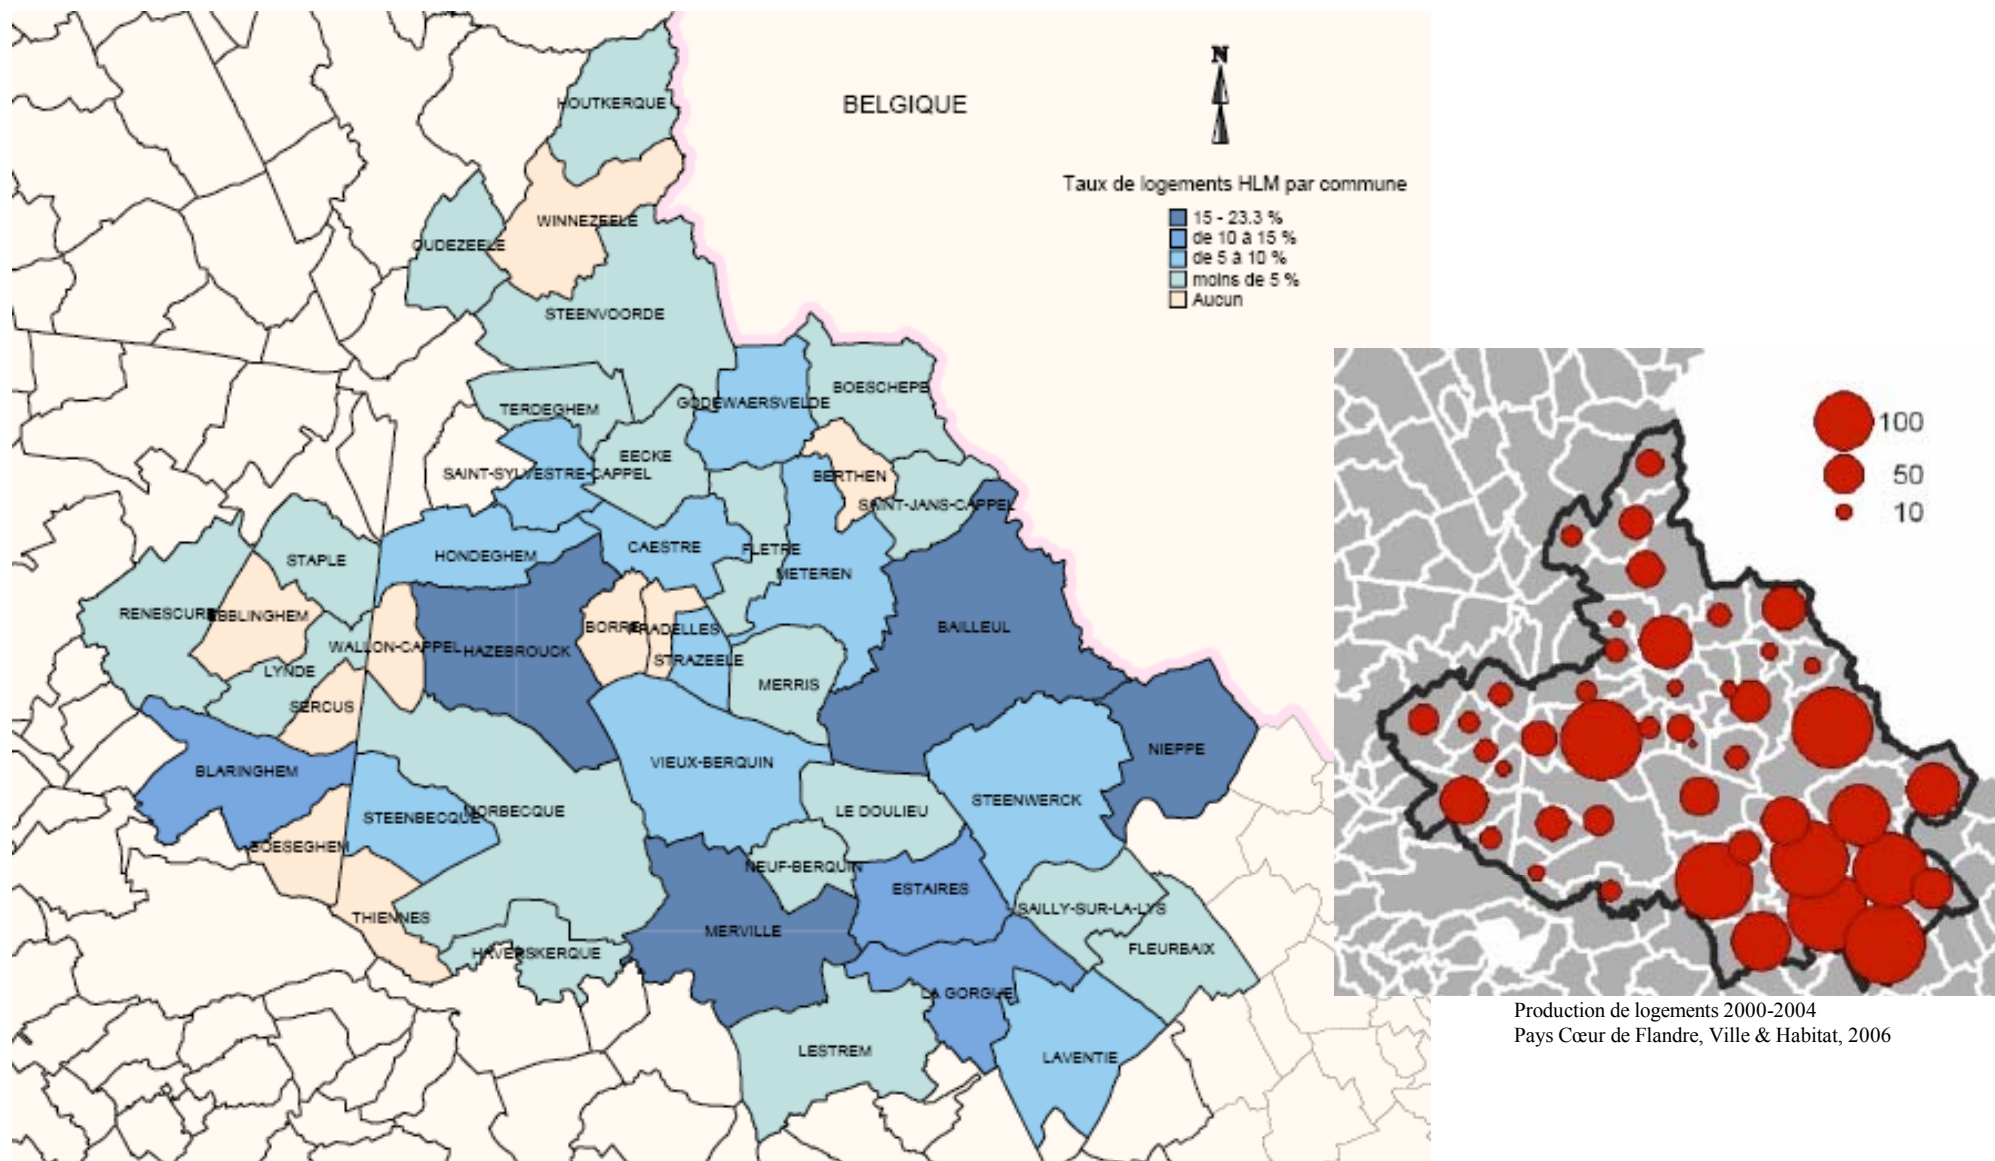 N
BELGIQUE
HOUTKERQUE
Taux de logements HLM par commune
15 - 23.3 %
de 10 à 15 %
de 5 à 10 %
moins de 5 %
Aucun
WINNEZEELE
OUDEZEELE
STEENVOORDE
BOESCHEPE
GODEWAERSVELDE
TERDEGHEM
EECKE
SAINT-SYLVESTRE-CAPPEL
BERTHEN
SAINT-JANS-CAPPEL
STAPLE
HONDEGHEM
CAESTRE
FLETRE
METEREN
RENESCURE
EBBLINGHEM
WALLON-CAPPEL
HAZEBROUCK
BORRE
PRADELLES
STRAZEELE
BAILLEUL
LYNDE
SERCUS
MERRIS
BLARINGHEM
VIEUX-BERQUIN
NIEPPE
STEENBECQUE
MORBECQUE
LE DOULIEU
STEENWERCK
BOESEGHEM
NEUF-BERQUIN
ESTAIRES
THIENNES
SAILLY-SUR-LA-LYS
HAVERSKERQUE
MERVILLE
FLEURBAIX
LA GORGUE
LESTREM
LAVENTIE
100
50
10
Production de logements 2000-2004
Pays Cœur de Flandre, Ville & Habitat, 2006